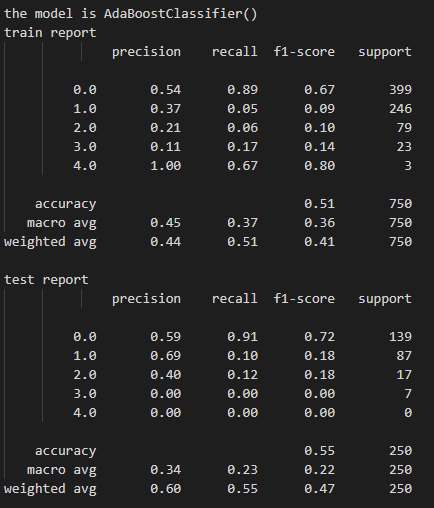 the model is AdaBoostClassifier()
train report
precision recall f1-score support
0.0 0.54 0.89 0.67 399
1.0 0.37 0.05 0.09 246
2.0 0.21 0.06 0.10 79
3.0 0.11 0.17 0.14 23
4.0 1.00 0.67 0.80 3
accuracy 0.51 750
macro avg 0.45 0.37 0.36 750
weighted avg 0.44 0.51 0.41 750
test report
precision recall f1-score support
0.0 0.59 0.91 0.72 139
1.0 0.69 0.10 0.18 87
2.0 0.40 0.12 0.18 17
3.0 0.00 0.00 0.00 7
4.0 0.00 0.00 0.00 0
accuracy 0.55 250
macro avg 0.34 0.23 0.22 250
weighted avg 0.60 0.55 0.47 250